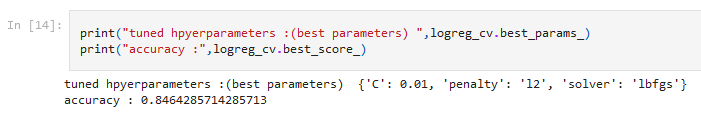 In [14]:
print("tuned hpyerparameters :(best parameters) ",logreg_cv.best_params_)
print("accuracy :",logreg_cv.best_score_)
tuned hpyerparameters :(best parameters)  {'C': 0.01, 'penalty': 'l2', 'solver': 'lbfgs'}
accuracy : 0.8464285714285713